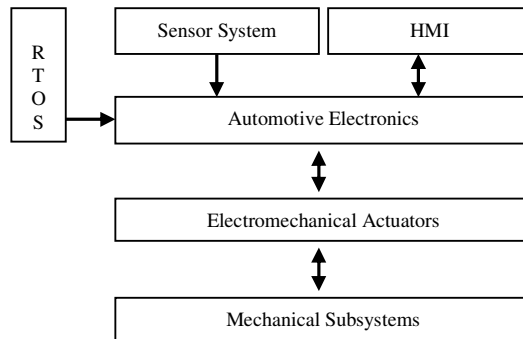 R
T
O
S
Sensor System
HMI
Automotive Electronics
Electromechanical Actuators
Mechanical Subsystems